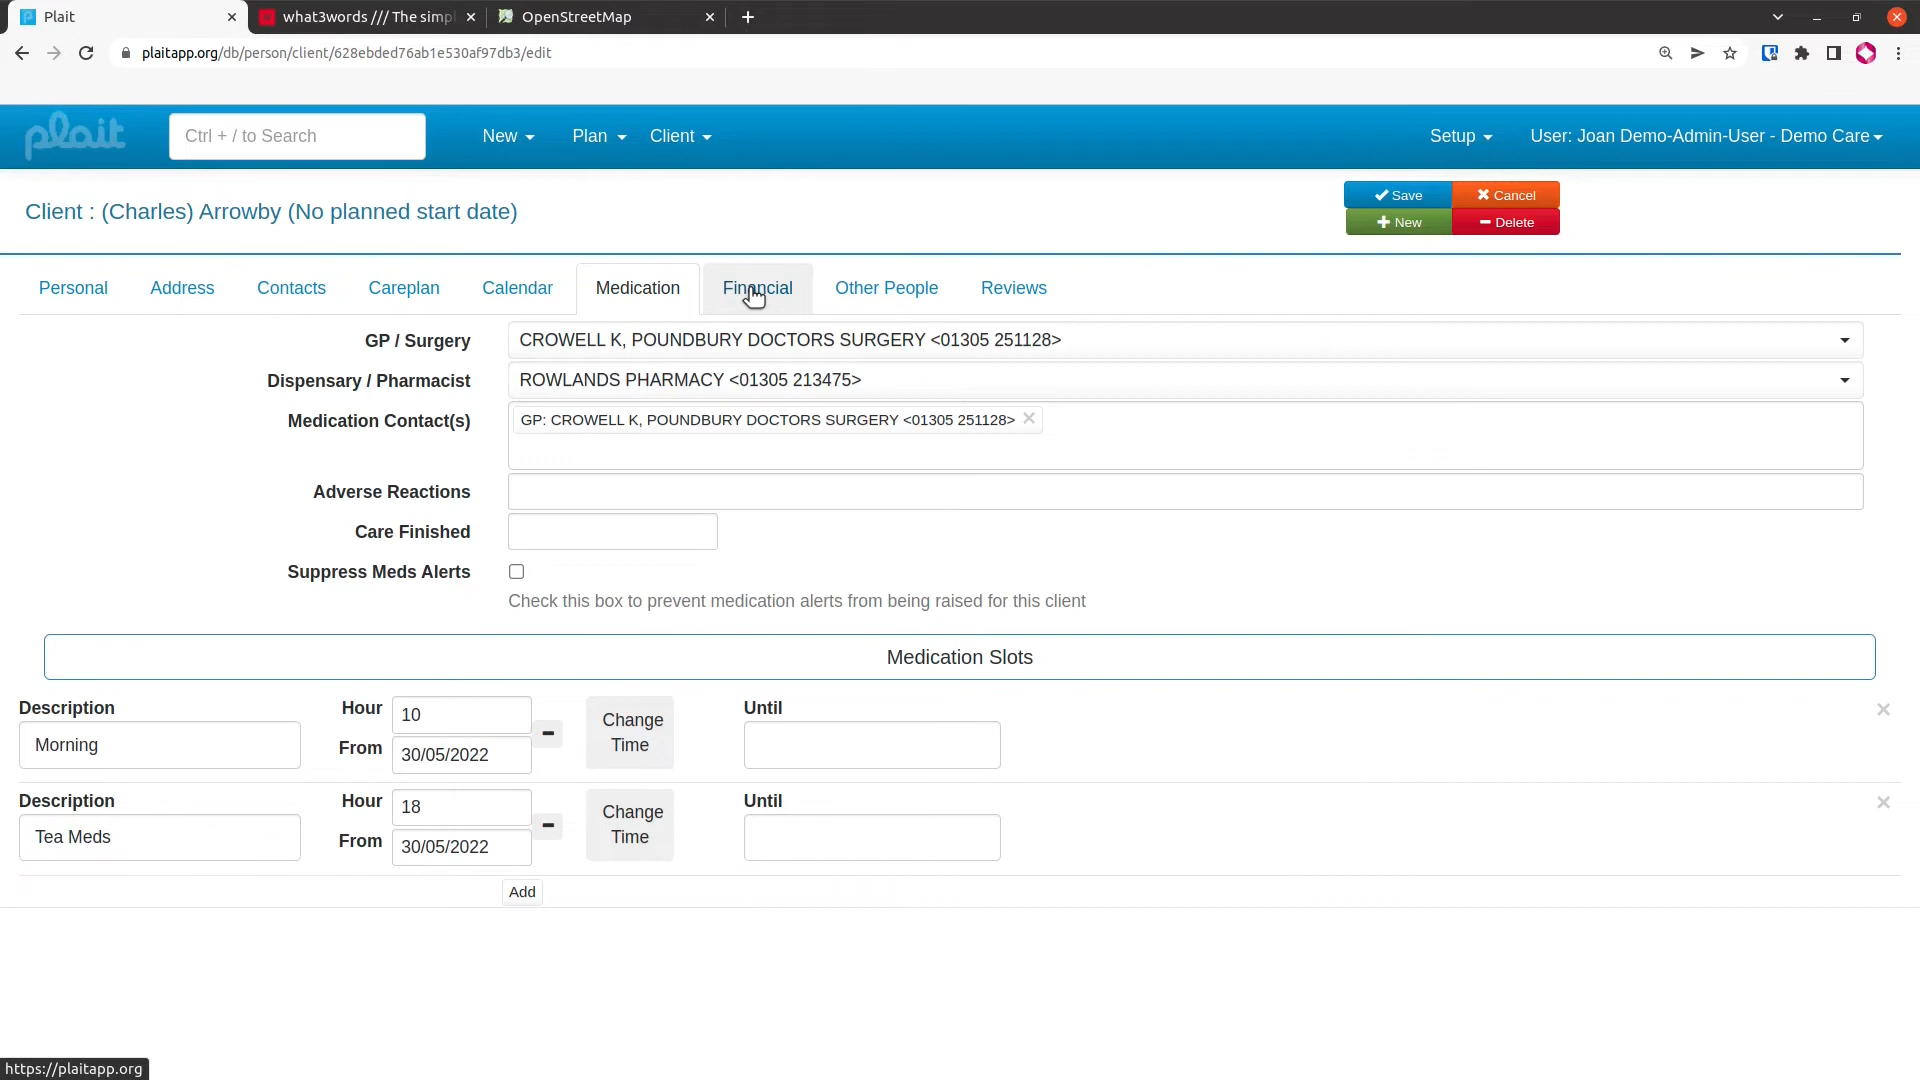 Plait
what3words /// The simp
OpenStreetMap
plaitapp.org/db/person/client/628ebded76ab1e530af97db3/edit
plait
Ctrl + / to Search
New
Plan
Client
Setup
User: Joan Demo-Admin-User - Demo Care
Client : (Charles) Arrowby (No planned start date)
Save
Cancel
New
Delete
Personal
Address
Contacts
Careplan
Calendar
Medication
Financial
Other People
Reviews
GP / Surgery
CROWELL K, POUNDBURY DOCTORS SURGERY <01305 251128>
Dispensary / Pharmacist
ROWLANDS PHARMACY <01305 213475>
Medication Contact(s)
GP: CROWELL K, POUNDBURY DOCTORS SURGERY <01305 251128>
Adverse Reactions
Care Finished
Suppress Meds Alerts
Check this box to prevent medication alerts from being raised for this client
Medication Slots
Description
Hour
10
Change
Time
Until
Morning
From
30/05/2022
Description
Hour
18
Change
Time
Until
Tea Meds
From
30/05/2022
Add
https://plaitapp.org